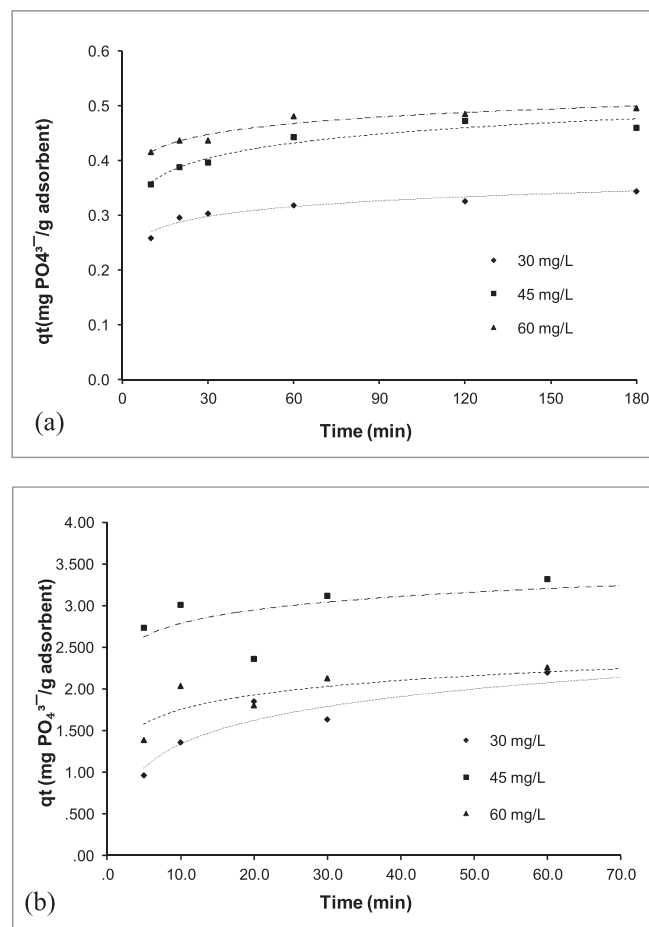 0.6
0.5
0.4
0.3
0.2
0.1
0.0
qt(mg PO4³‾/g adsorbent)
30 mg/L
45 mg/L
60 mg/L
0 30 60 90 120 150 180
Time (min)
(a)
4.00
3.500
3.00
2.500
2.00
1.500
1.00
.500
.00
qt (mg PO₄³‾/g adsorbent)
30 mg/L
45 mg/L
60 mg/L
.0 10.0 20.0 30.0 40.0 50.0 60.0 70.0
Time (min)
(b)